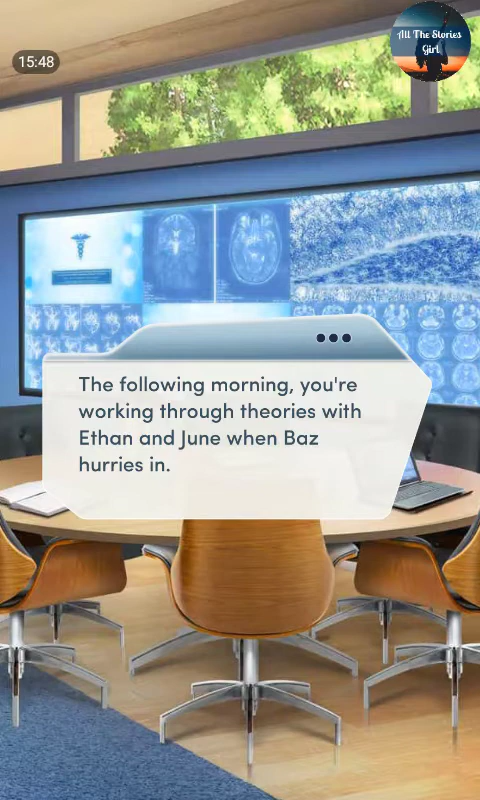 15:48
All The Stories
Girl
The following morning, you're
working through theories with
Ethan and June when Baz
hurries in.